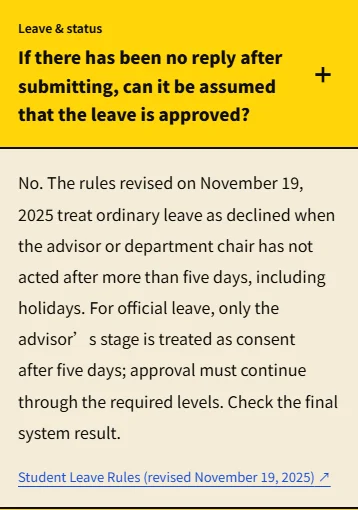 Leave & status
If there has been no reply after
submitting, can it be assumed
that the leave is approved?
+
No. The rules revised on November 19,
2025 treat ordinary leave as declined when
the advisor or department chair has not
acted after more than five days, including
holidays. For official leave, only the
advisor’s stage is treated as consent
after five days; approval must continue
through the required levels. Check the final
system result.
Student Leave Rules (revised November 19, 2025) ↗